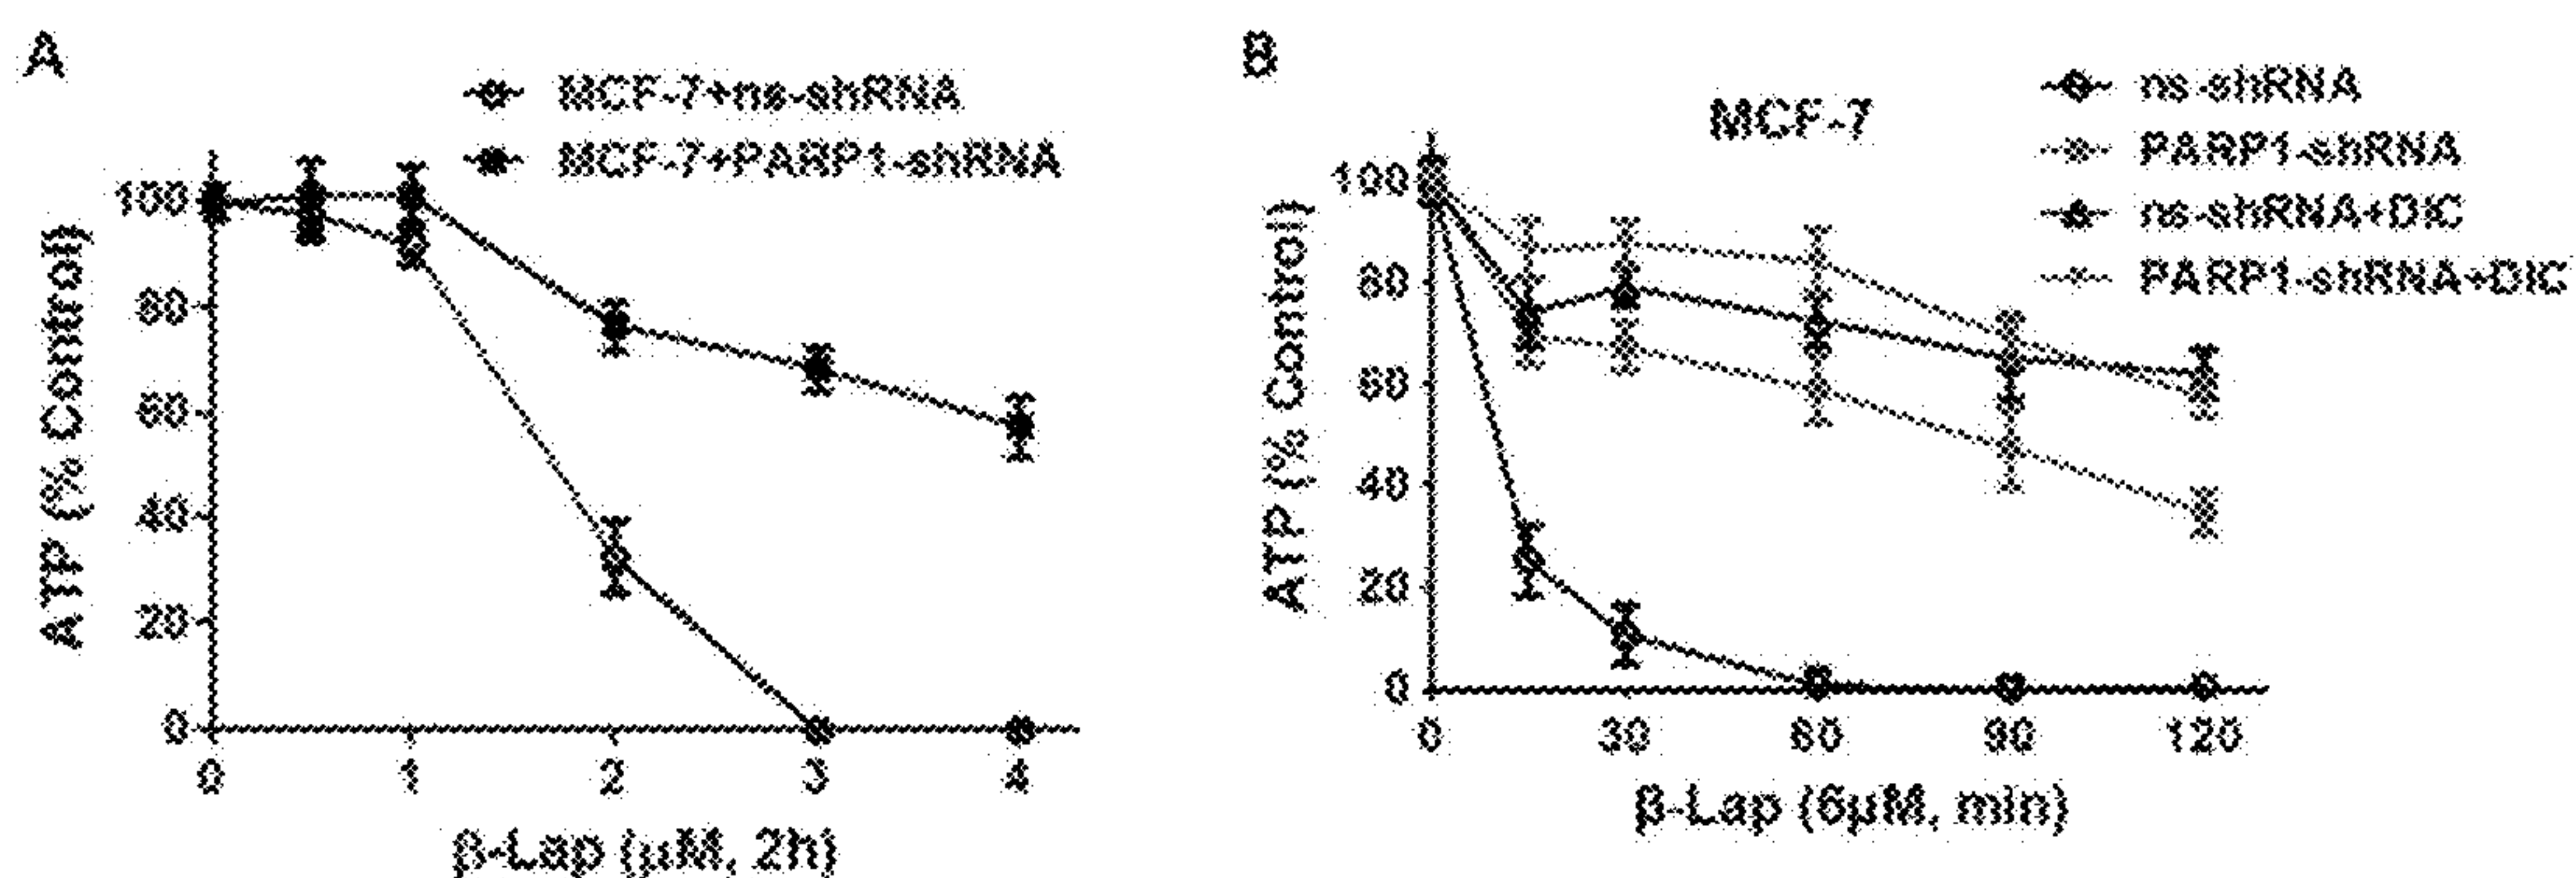 A
MCF-7+ns-shRNA
MCF-7+PARP1-shRNA
ATP (% Control)
100
80
60
40
20
0
0 1 2 3 4
β-Lap (μM, 2h)
B
MCF-7
ns-shRNA
PARP1-shRNA
ns-shRNA+DIC
PARP1-shRNA+DIC
ATP (% Control)
100
80
60
40
20
0
0 30 60 90 120
β-Lap (6μM, min)